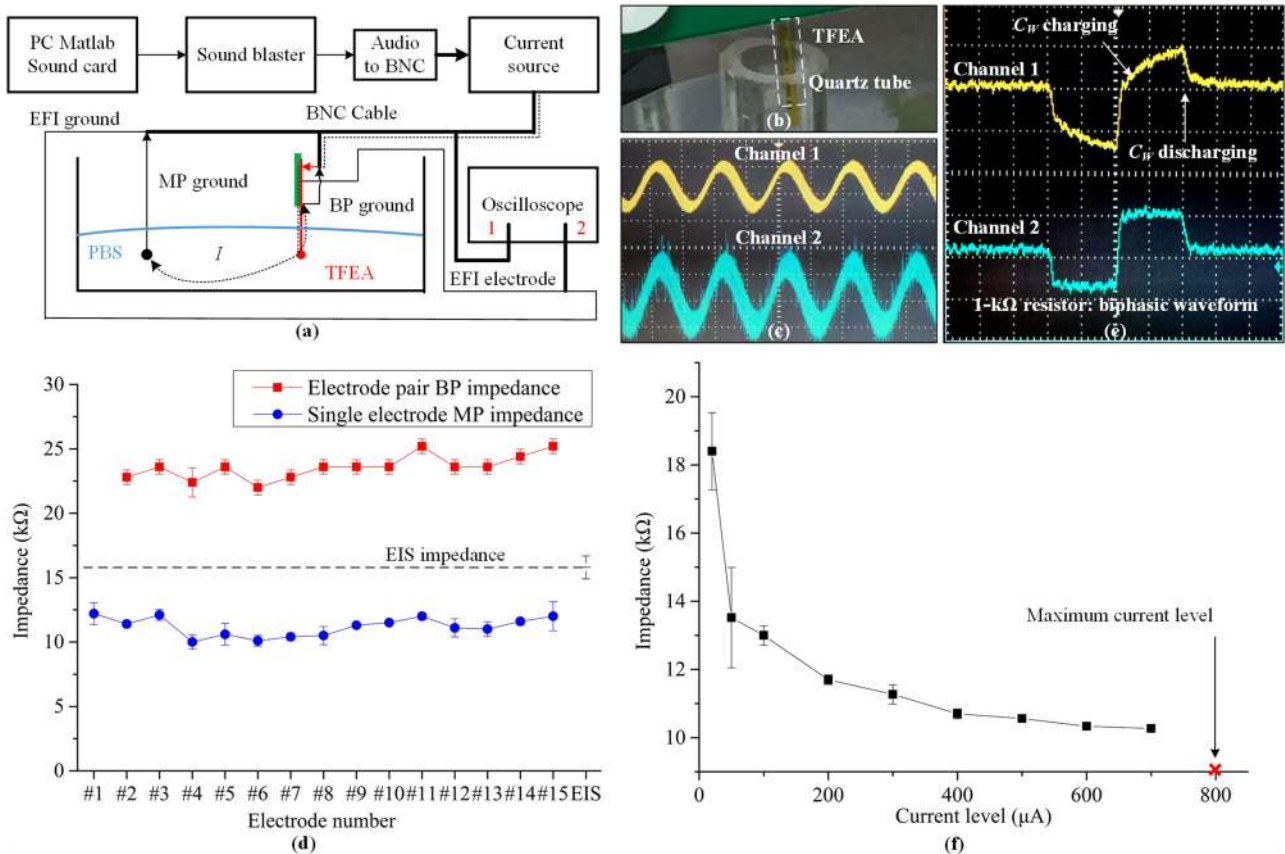 PC Matlab
Sound card
Sound blaster
Audio
to BNC
Current
source
BNC Cable
EFI ground
MP ground
BP ground
Oscilloscope
1
2
PBS
I
TFEA
EFI electrode
(a)
TFEA
Quartz tube
(b)
Channel 1
Channel 2
(c)
C_W charging
Channel 1
C_W discharging
Channel 2
1-kΩ resistor: biphasic waveform
(e)
Electrode pair BP impedance
Single electrode MP impedance
EIS impedance
Impedance (kΩ)
30
25
20
15
10
5
0
#1 #2 #3 #4 #5 #6 #7 #8 #9 #10 #11 #12 #13 #14 #15 EIS
Electrode number
(d)
Impedance (kΩ)
20
18
16
14
12
10
Maximum current level
0 200 400 600 800
Current level (μA)
(f)